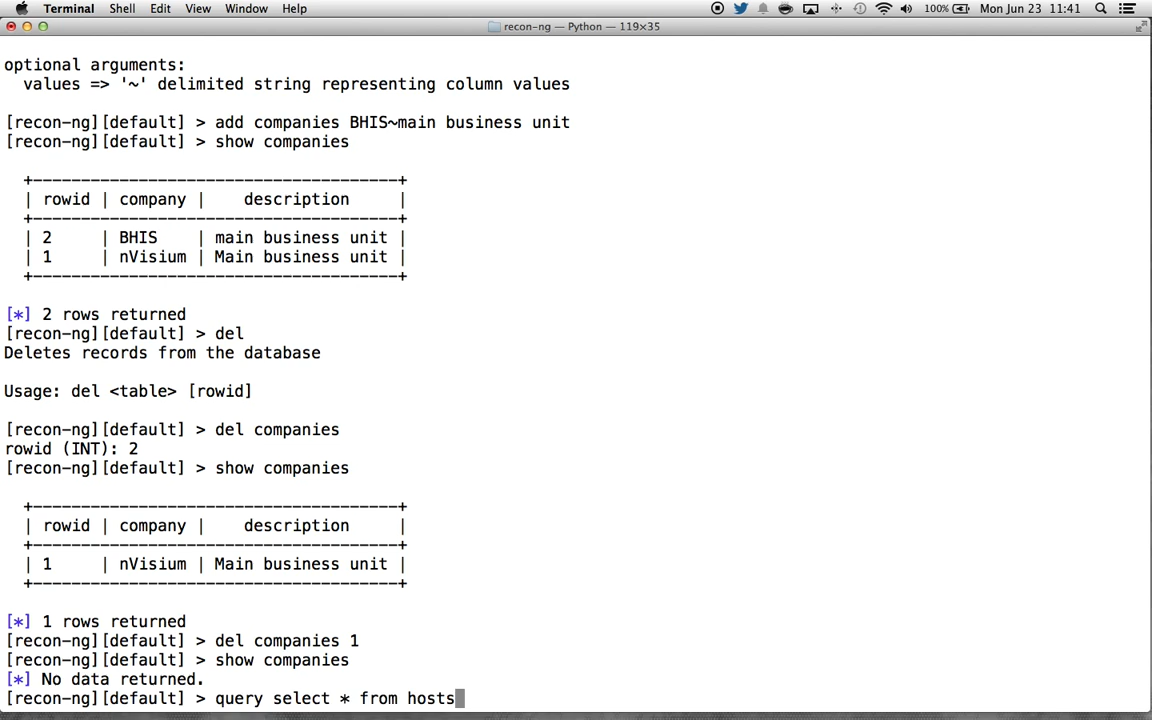 Terminal Shell Edit View Window Help 100% Mon Jun 23 11:41
recon-ng — Python — 119×35
optional arguments:
  values => '~' delimited string representing column values
[recon-ng][default] > add companies BHIS~main business unit
[recon-ng][default] > show companies
  +---------------------------------------+
  | rowid | company |    description     |
  +---------------------------------------+
  | 2     | BHIS    | main business unit |
  | 1     | nVisium | Main business unit |
  +---------------------------------------+
[*] 2 rows returned
[recon-ng][default] > del
Deletes records from the database
Usage: del <table> [rowid]
[recon-ng][default] > del companies
rowid (INT): 2
[recon-ng][default] > show companies
  +---------------------------------------+
  | rowid | company |    description     |
  +---------------------------------------+
  | 1     | nVisium | Main business unit |
  +---------------------------------------+
[*] 1 rows returned
[recon-ng][default] > del companies 1
[recon-ng][default] > show companies
[*] No data returned.
[recon-ng][default] > query select * from hosts